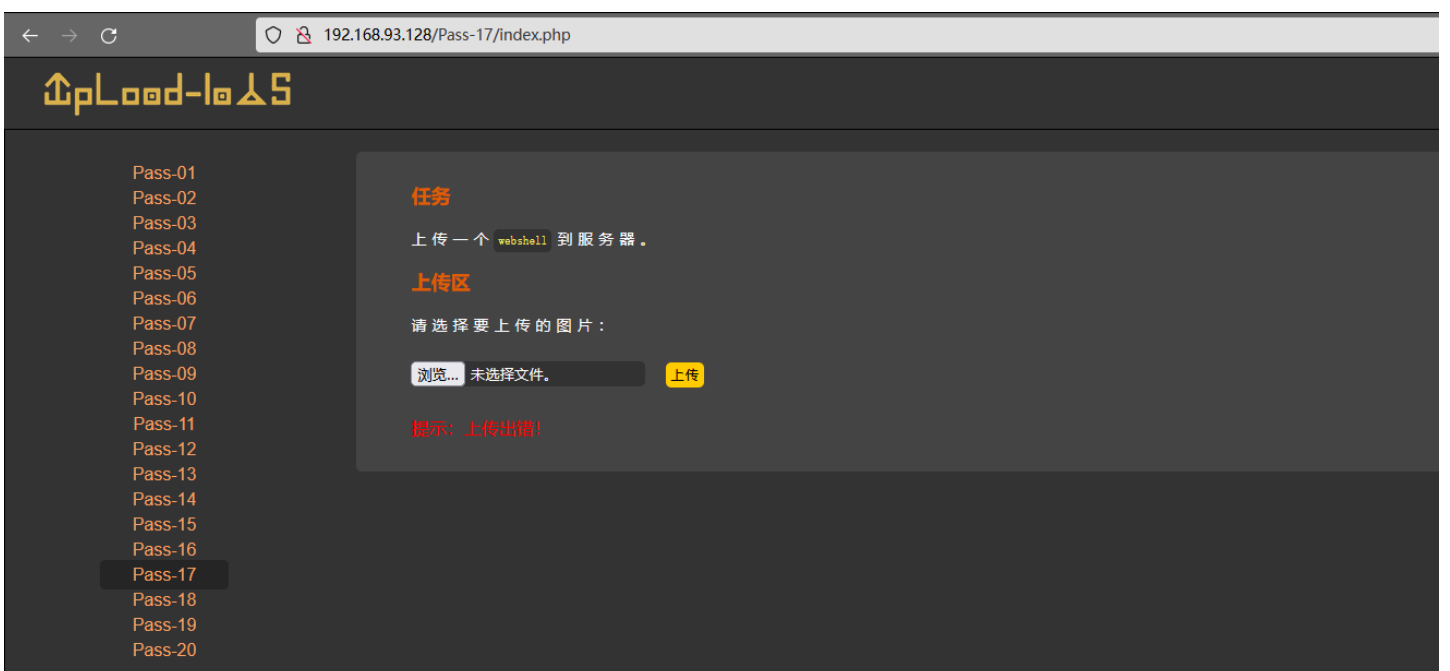 192.168.93.128/Pass-17/index.php
UpLoad-labS
Pass-01
Pass-02
Pass-03
Pass-04
Pass-05
Pass-06
Pass-07
Pass-08
Pass-09
Pass-10
Pass-11
Pass-12
Pass-13
Pass-14
Pass-15
Pass-16
Pass-17
Pass-18
Pass-19
Pass-20
任务
上传一个 webshell 到服务器。
上传区
请选择要上传的图片：
浏览... 未选择文件。 上传
提示：上传出错！